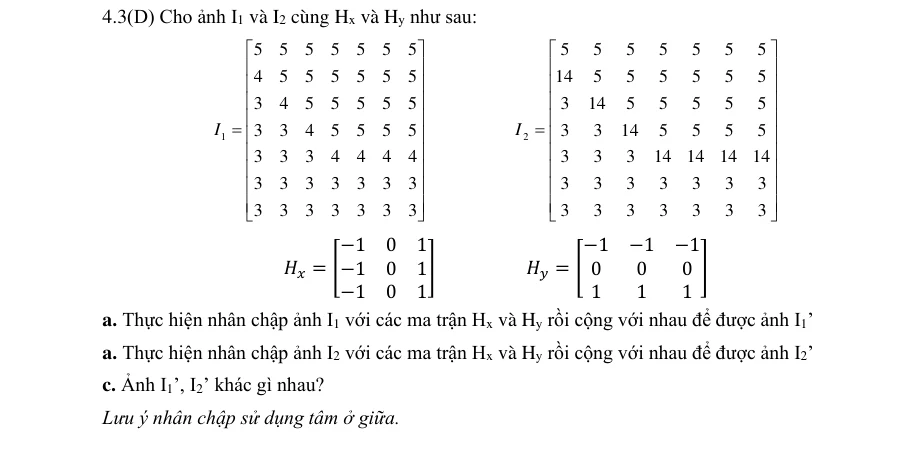 4.3(D) Cho ảnh I₁ và I₂ cùng Hₓ và Hy như sau:
I₁ = [5 5 5 5 5 5 5
4 5 5 5 5 5 5
3 4 5 5 5 5 5
3 3 4 5 5 5 5
3 3 3 4 4 4 4
3 3 3 3 3 3 3
3 3 3 3 3 3 3]
I₂ = [5 5 5 5 5 5 5
14 5 5 5 5 5 5
3 14 5 5 5 5 5
3 3 14 5 5 5 5
3 3 3 14 14 14 14
3 3 3 3 3 3 3
3 3 3 3 3 3 3]
Hₓ = [−1 0 1
−1 0 1
−1 0 1]
Hy = [−1 −1 −1
0 0 0
1 1 1]
a. Thực hiện nhân chập ảnh I₁ với các ma trận Hₓ và Hy rồi cộng với nhau để được ảnh I₁’
a. Thực hiện nhân chập ảnh I₂ với các ma trận Hₓ và Hy rồi cộng với nhau để được ảnh I₂’
c. Ảnh I₁’, I₂’ khác gì nhau?
Lưu ý nhân chập sử dụng tâm ở giữa.